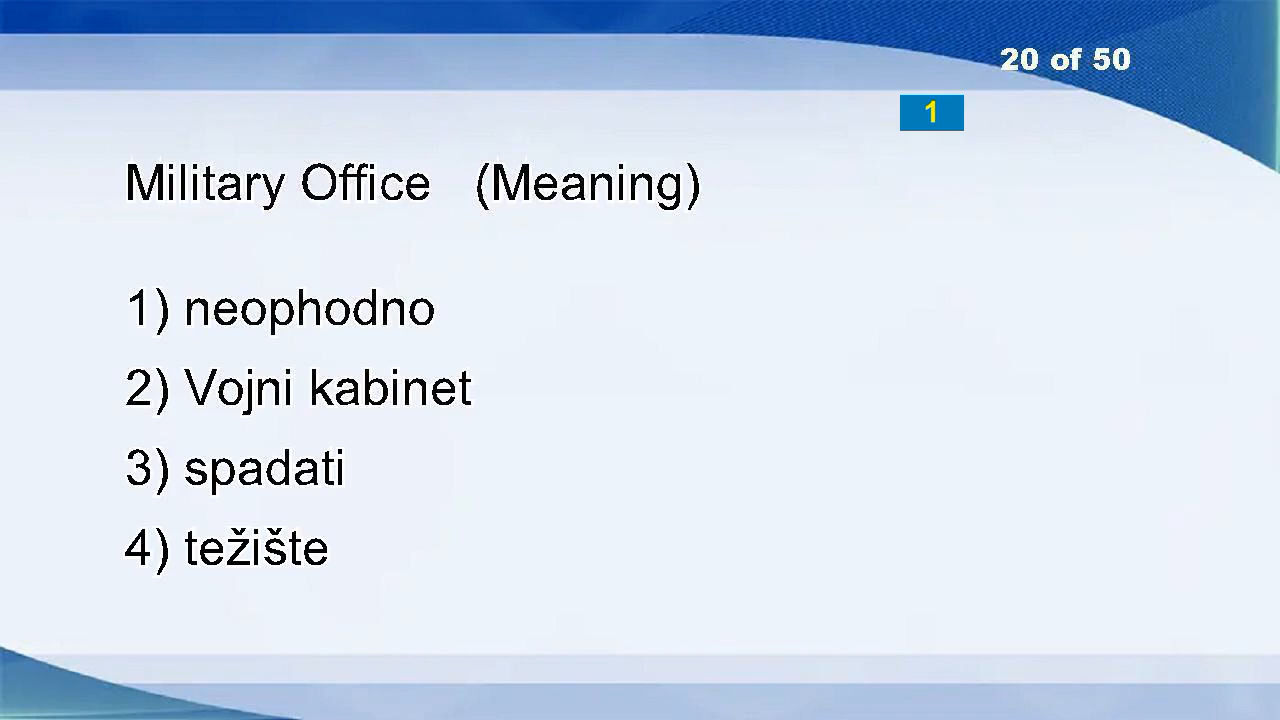 20 of 50
1
Military Office (Meaning)
1) neophodno
2) Vojni kabinet
3) spadati
4) težište